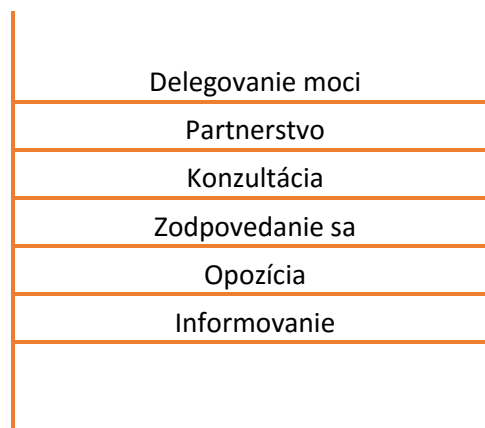 Delegovanie moci
Partnerstvo
Konzultácia
Zodpovedanie sa
Opozícia
Informovanie